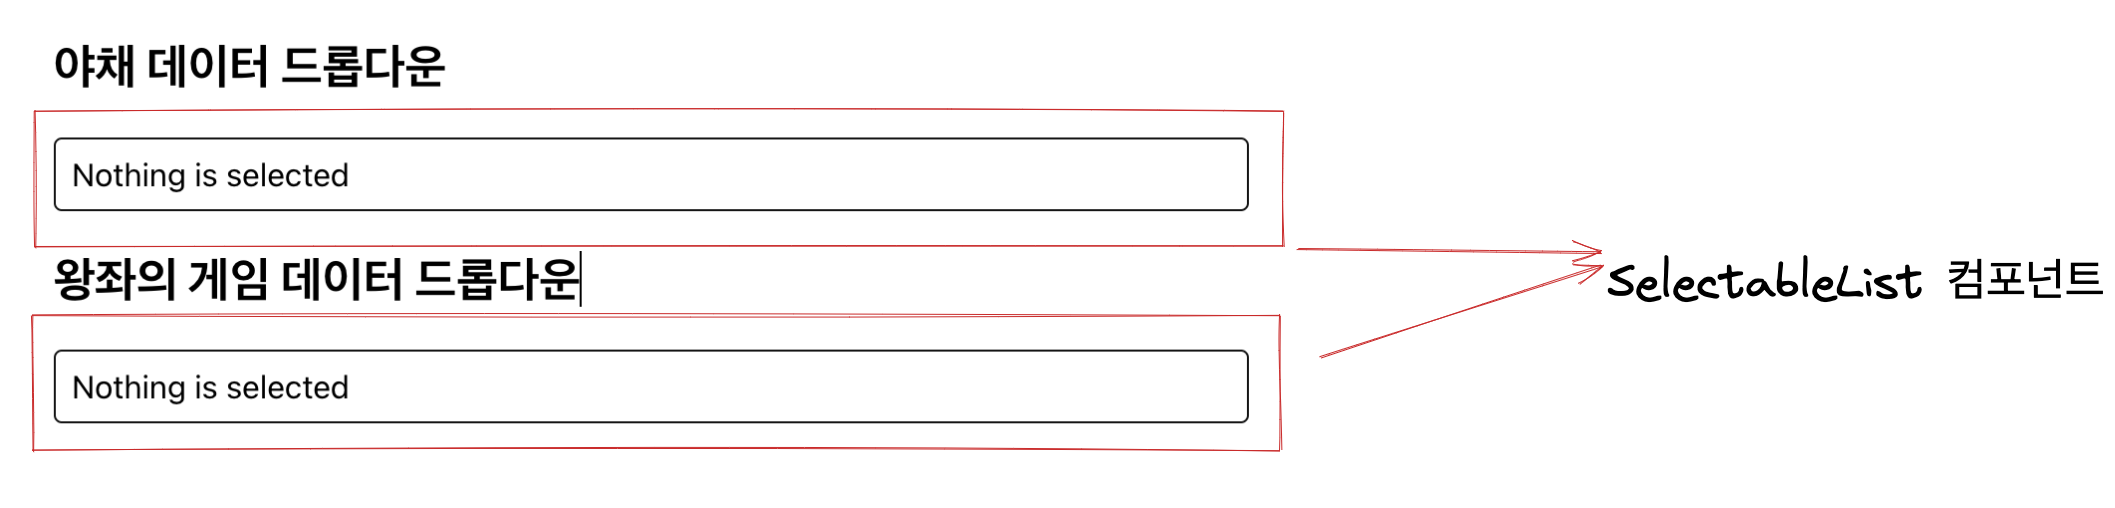 야채 데이터 드롭다운
Nothing is selected
왕좌의 게임 데이터 드롭다운
Nothing is selected
SelectableList 컴포넌트